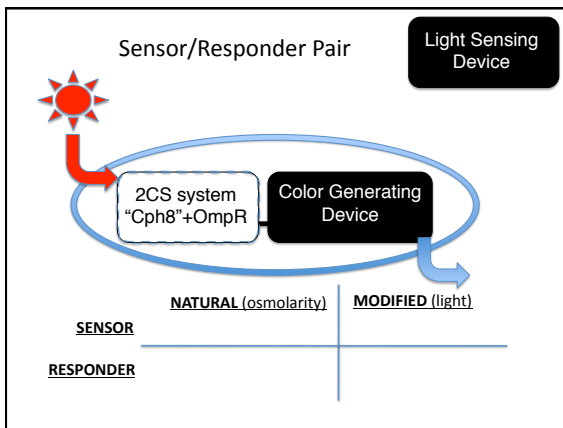 Sensor/Responder Pair
Light Sensing
Device
2CS system
“Cph8”+OmpR
Color Generating
Device
NATURAL (osmolarity)
MODIFIED (light)
SENSOR
RESPONDER